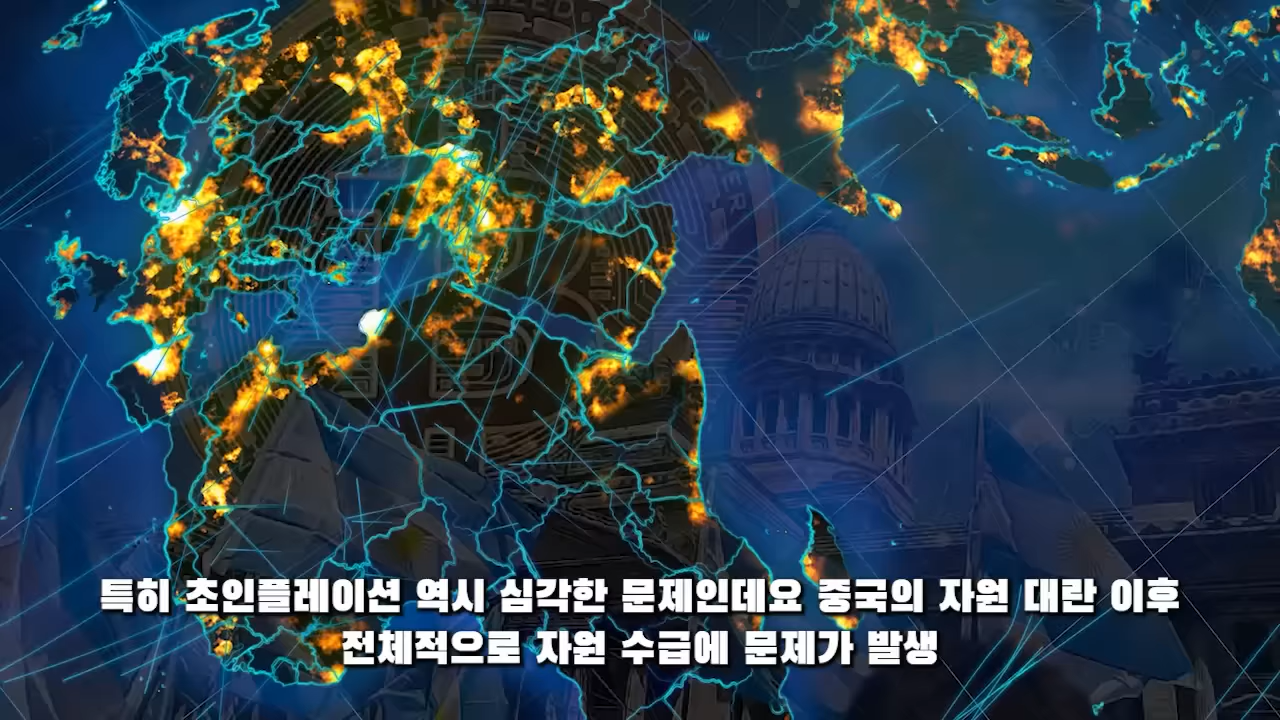 특히 초인플레이션 역시 심각한 문제인데요 중국의 자원 대란 이후
전체적으로 자원 수급에 문제가 발생